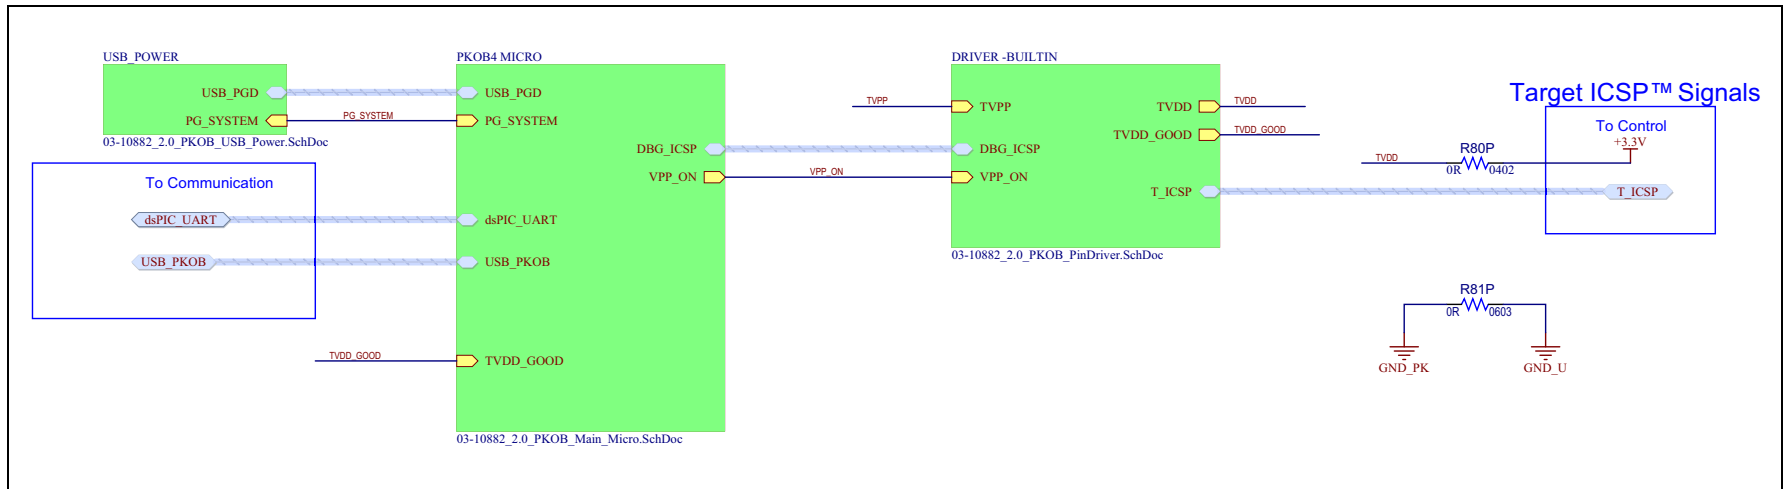 USB_POWER
USB_PGD
PG_SYSTEM
03-10882_2.0_PKOB_USB_Power.SchDoc
PG_SYSTEM
To Communication
dsPIC_UART
USB_PKOB
TVDD_GOOD
PKOB4 MICRO
USB_PGD
PG_SYSTEM
DBG_ICSP
VPP_ON
dsPIC_UART
USB_PKOB
TVDD_GOOD
03-10882_2.0_PKOB_Main_Micro.SchDoc
VPP_ON
TVPP
DRIVER -BUILTIN
TVPP
TVDD
TVDD_GOOD
DBG_ICSP
VPP_ON
T_ICSP
03-10882_2.0_PKOB_PinDriver.SchDoc
TVDD
TVDD_GOOD
Target ICSP™ Signals
To Control
+3.3V
TVDD
R80P
0R
0402
T_ICSP
R81P
0R
0603
GND_PK
GND_U